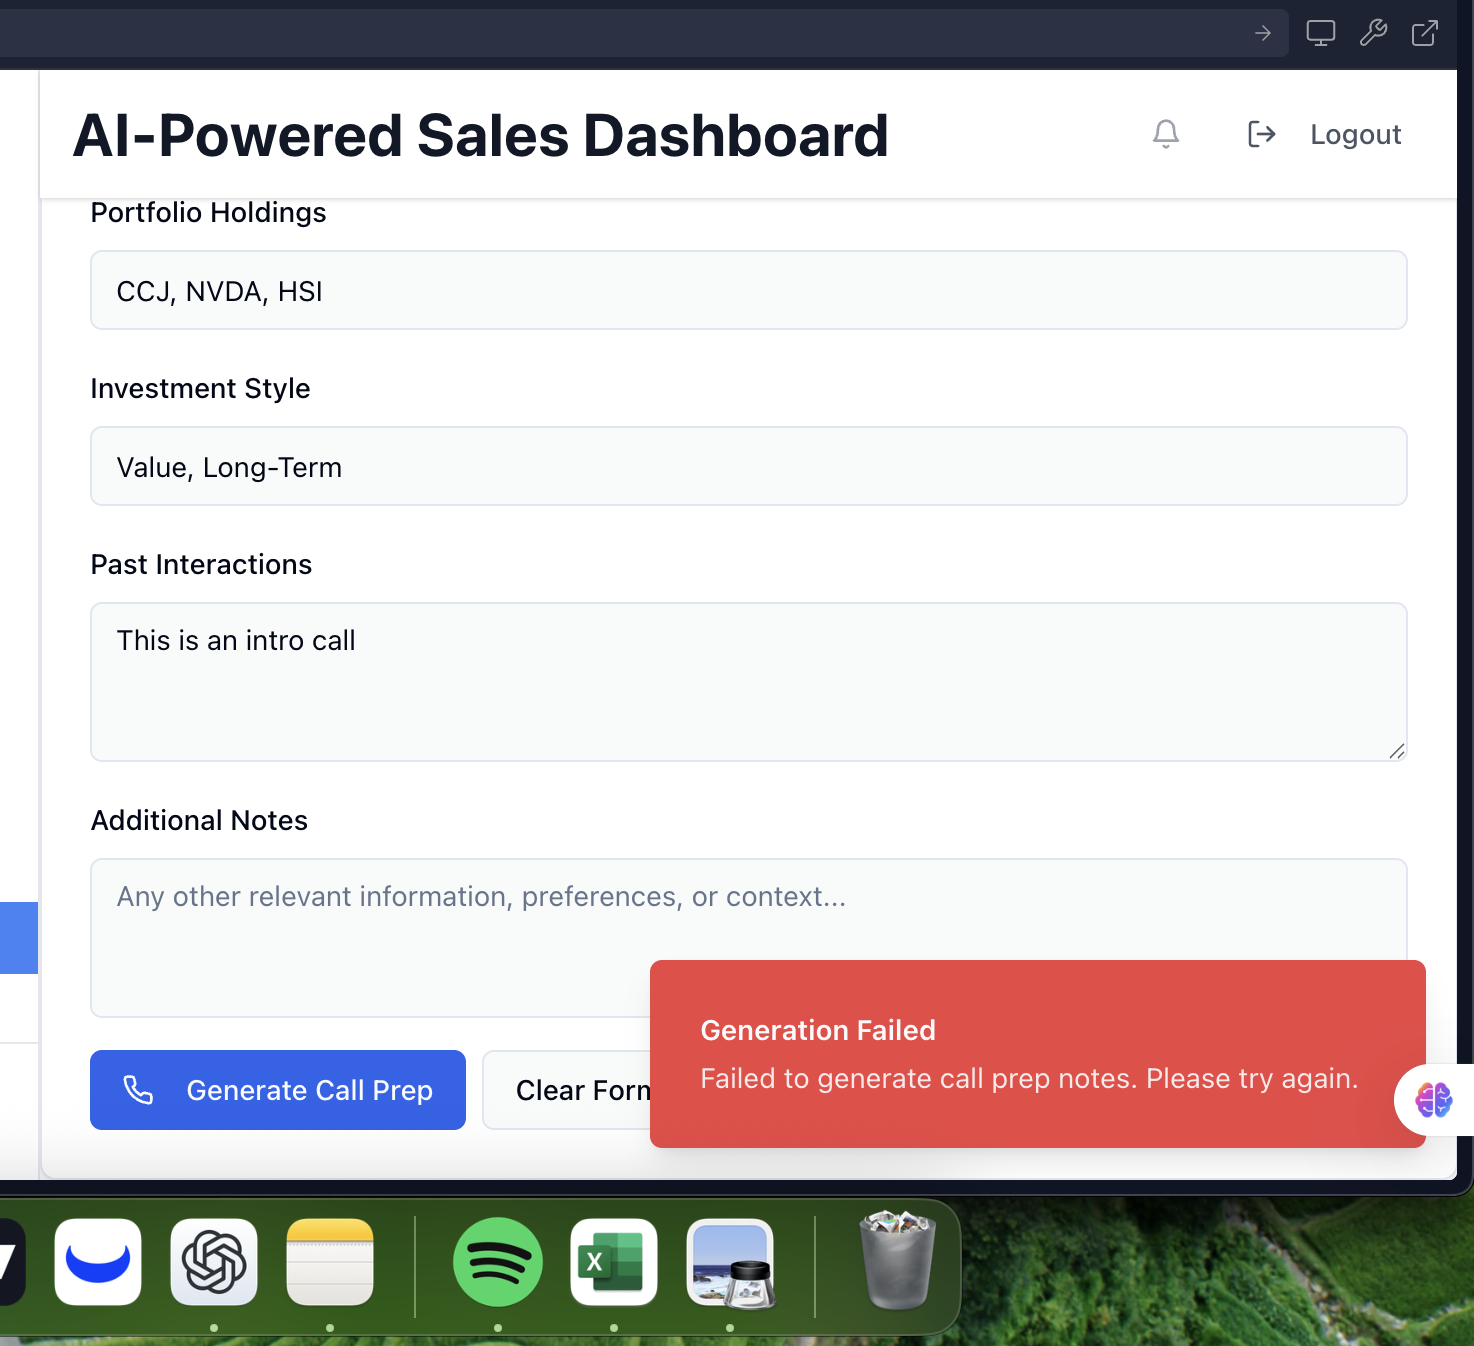 AI-Powered Sales Dashboard
Logout
Portfolio Holdings
CCJ, NVDA, HSI
Investment Style
Value, Long-Term
Past Interactions
This is an intro call
Additional Notes
Any other relevant information, preferences, or context...
Generation Failed
Failed to generate call prep notes. Please try again.
Generate Call Prep
Clear Form
X